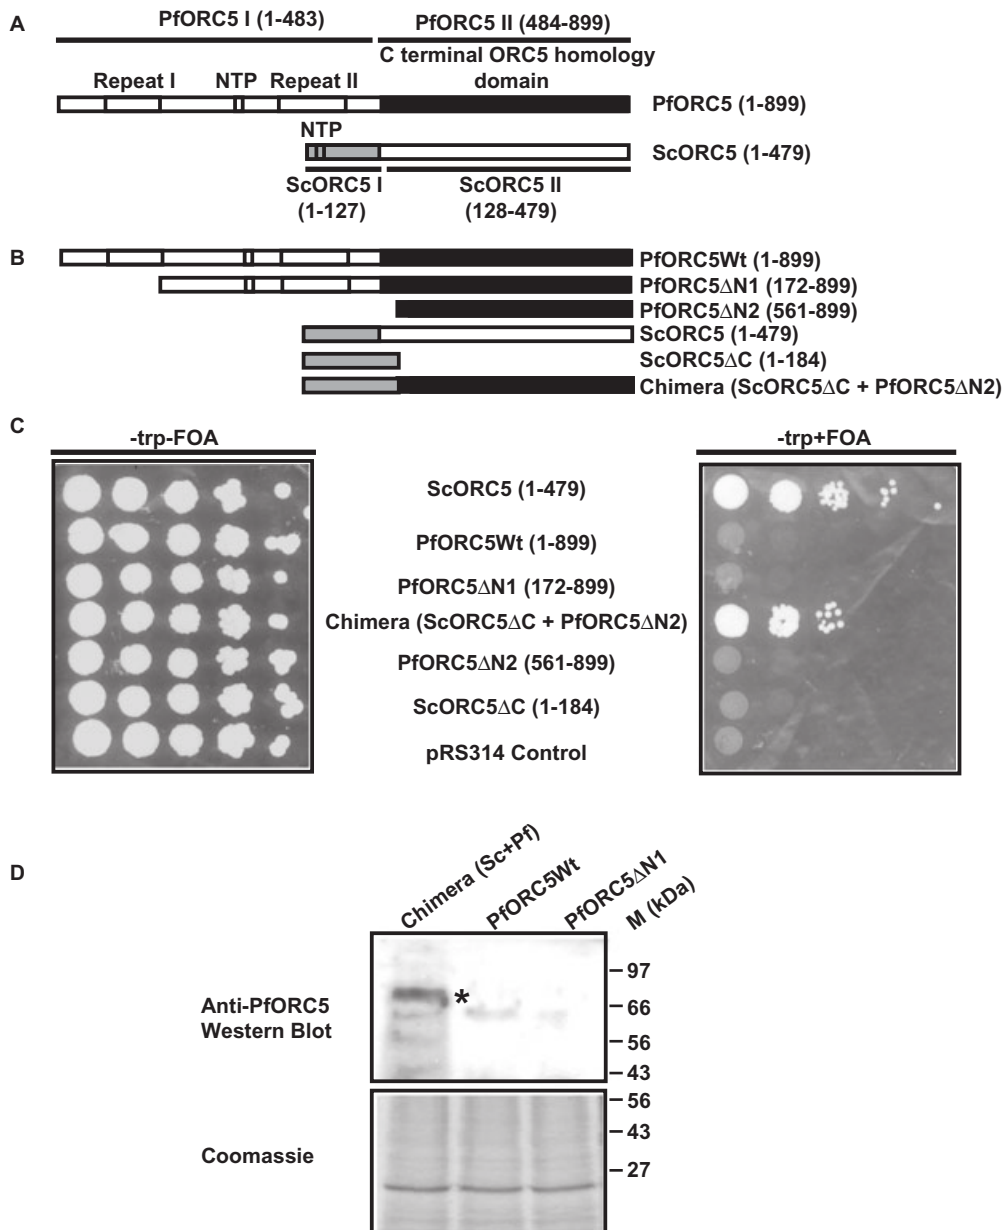 A
PfORC5 I (1-483)
PfORC5 II (484-899)
C terminal ORC5 homology
domain
Repeat I
NTP
Repeat II
PfORC5 (1-899)
NTP
ScORC5 (1-479)
ScORC5 I
(1-127)
ScORC5 II
(128-479)
B
PfORC5Wt (1-899)
PfORC5ΔN1 (172-899)
PfORC5ΔN2 (561-899)
ScORC5 (1-479)
ScORC5ΔC (1-184)
Chimera (ScORC5ΔC + PfORC5ΔN2)
C
-trp-FOA
-trp+FOA
ScORC5 (1-479)
PfORC5Wt (1-899)
PfORC5ΔN1 (172-899)
Chimera (ScORC5ΔC + PfORC5ΔN2)
PfORC5ΔN2 (561-899)
ScORC5ΔC (1-184)
pRS314 Control
D
Chimera (Sc+Pf)
PfORC5Wt
PfORC5ΔN1
M (kDa)
Anti-PfORC5
Western Blot
*
97
66
56
43
Coomassie
56
43
27